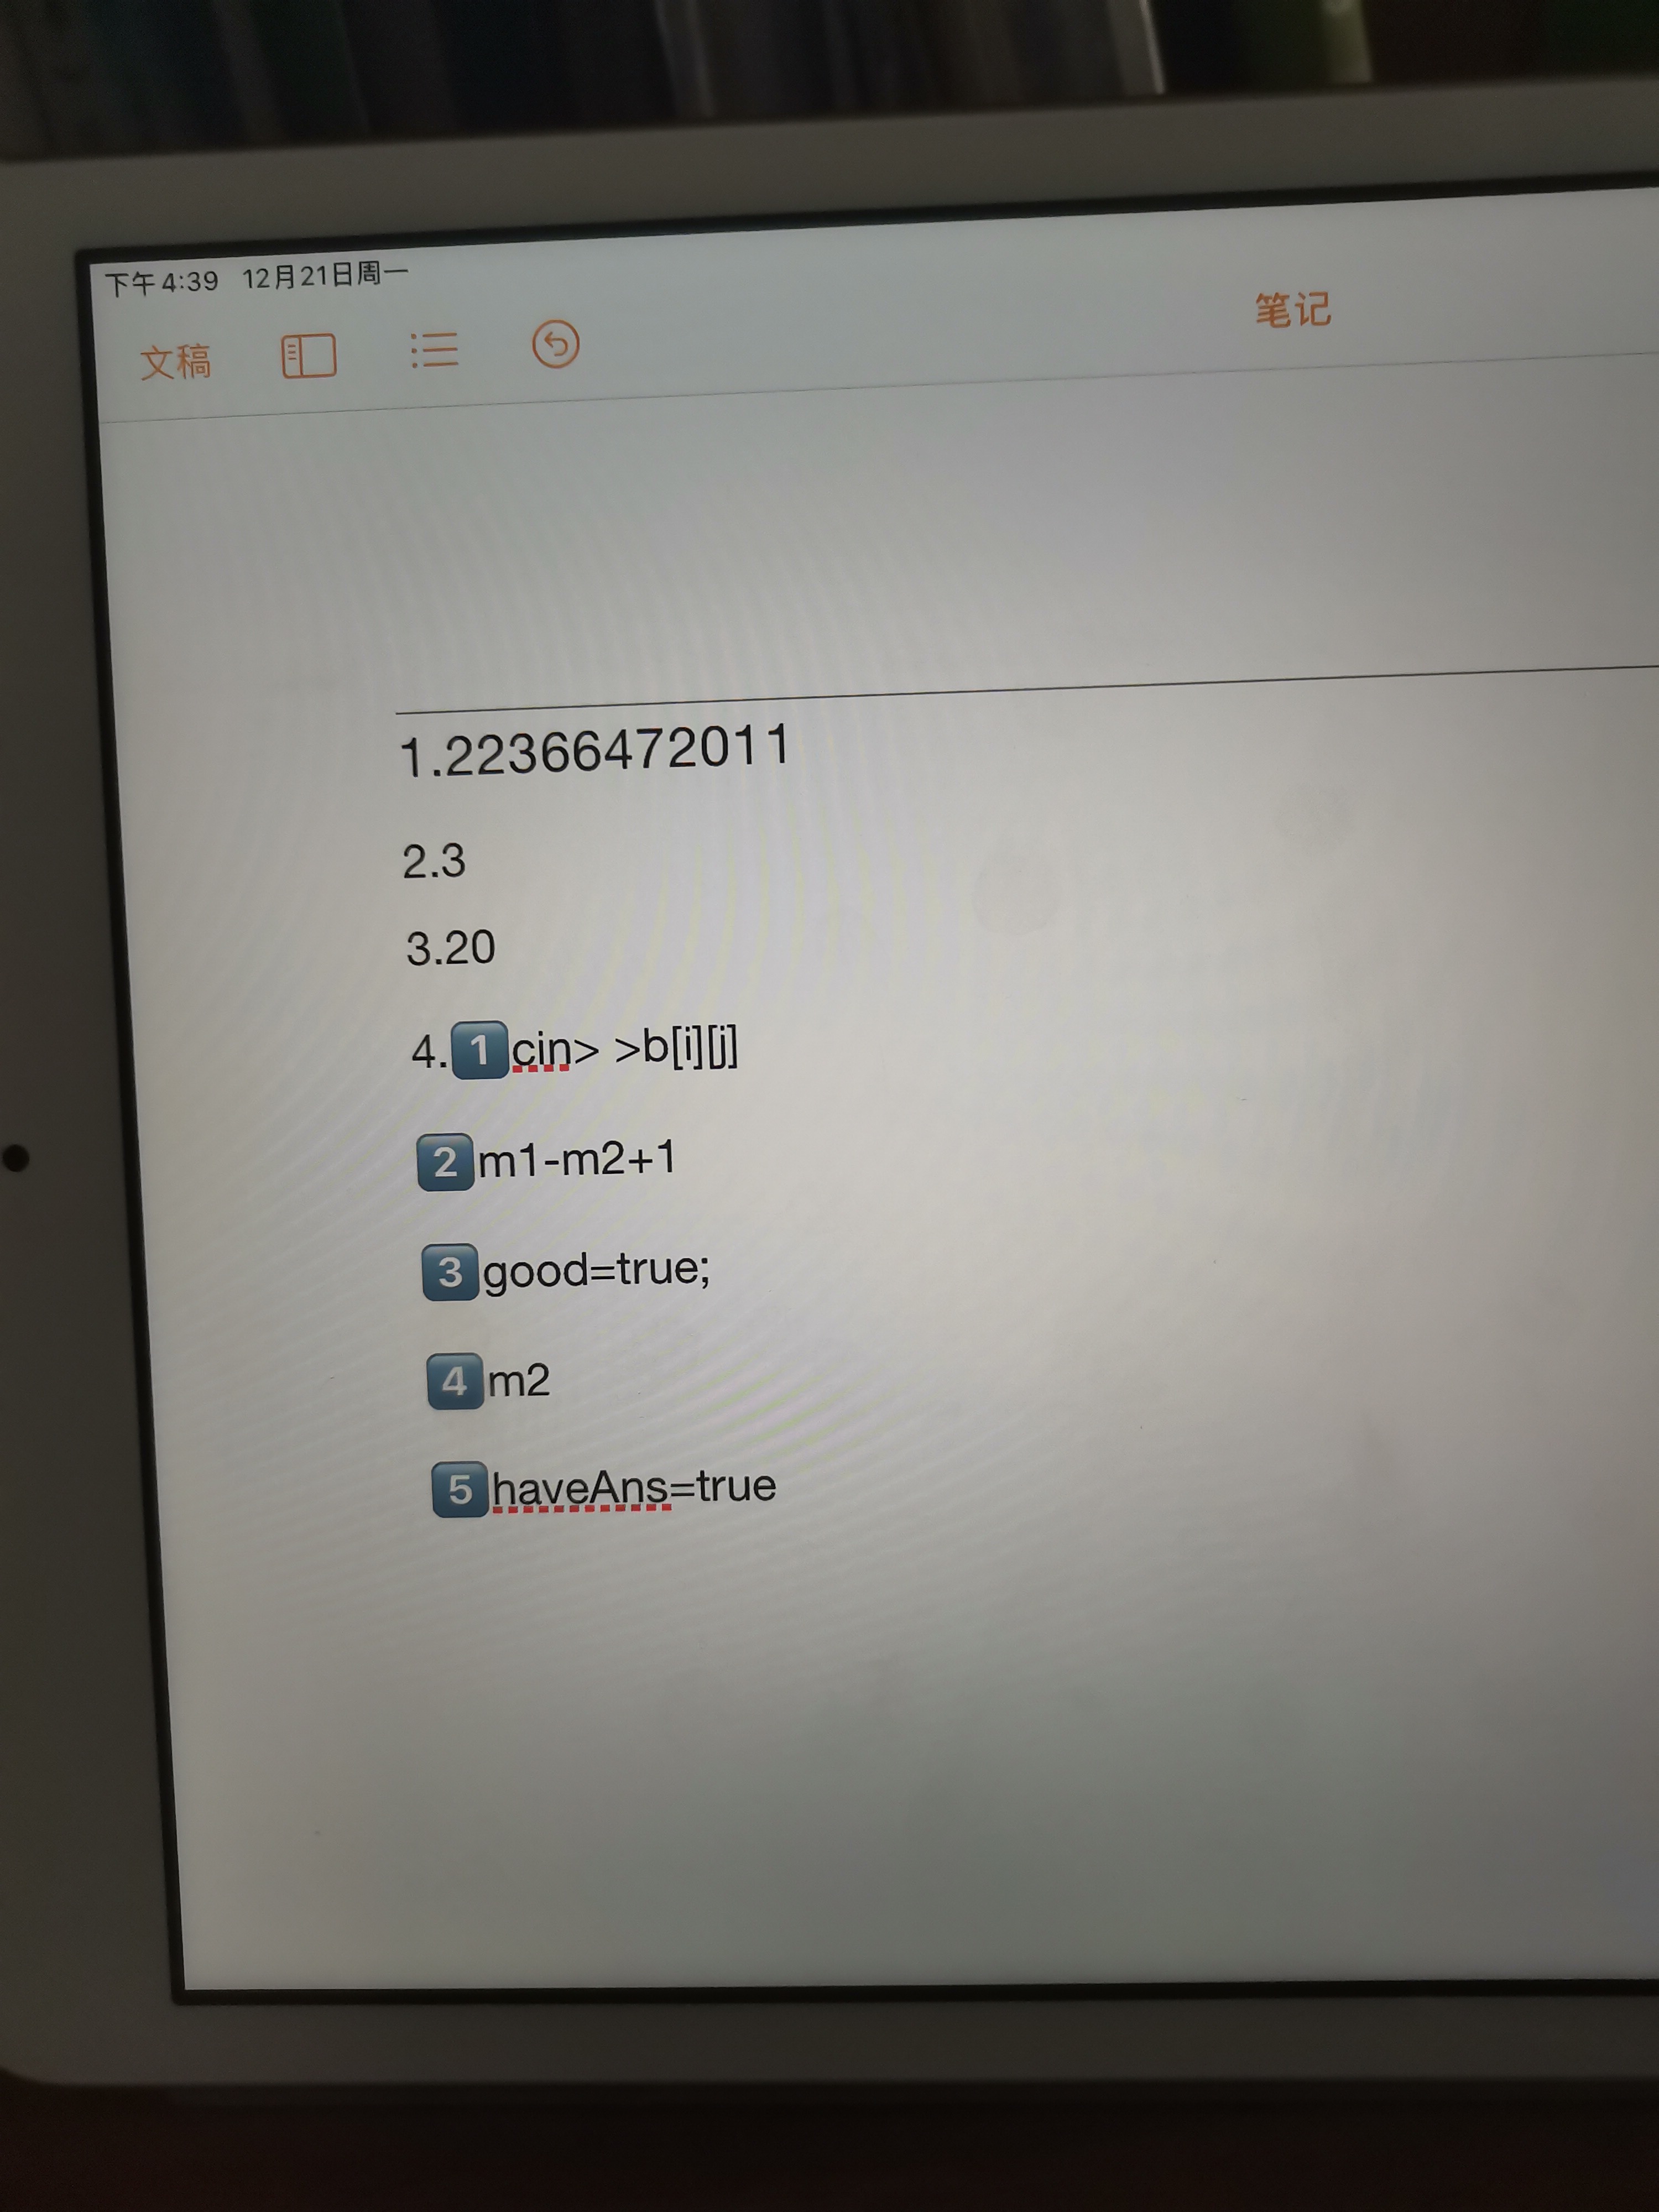 下午4:39 12月21日周一
文稿
笔记
1.22366472011
2.3
3.20
4.1️⃣cin> >b[i][j]
2️⃣m1-m2+1
3️⃣good=true;
4️⃣m2
5️⃣haveAns=true